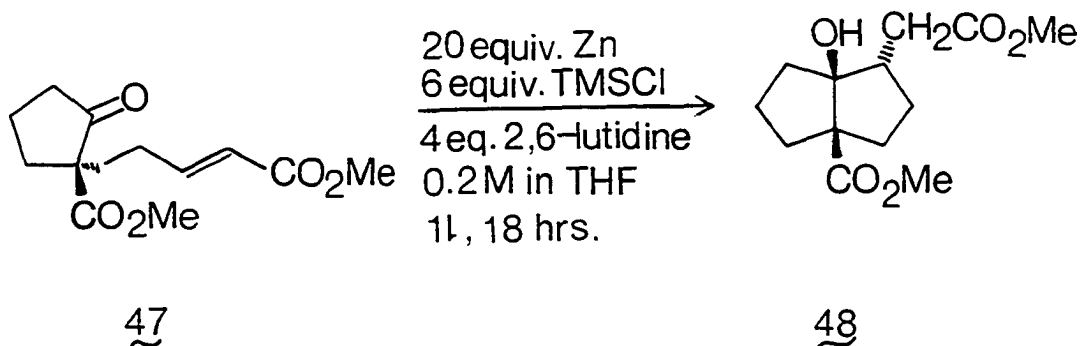 O
CO₂Me
CO₂Me
47
20 equiv. Zn
6 equiv. TMSCl
4 eq. 2,6-lutidine
0.2 M in THF
1l, 18 hrs.
OH
CH₂CO₂Me
CO₂Me
48